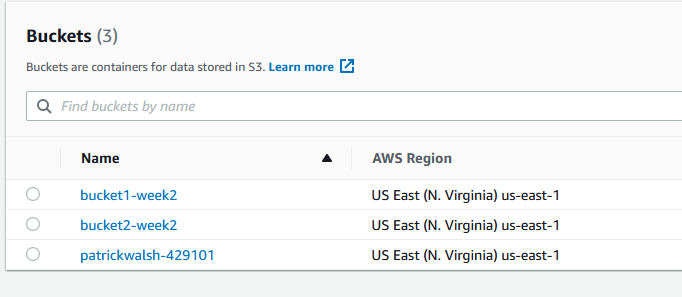 Buckets (3)
Buckets are containers for data stored in S3. Learn more
Find buckets by name
Name AWS Region
bucket1-week2 US East (N. Virginia) us-east-1
bucket2-week2 US East (N. Virginia) us-east-1
patrickwalsh-429101 US East (N. Virginia) us-east-1